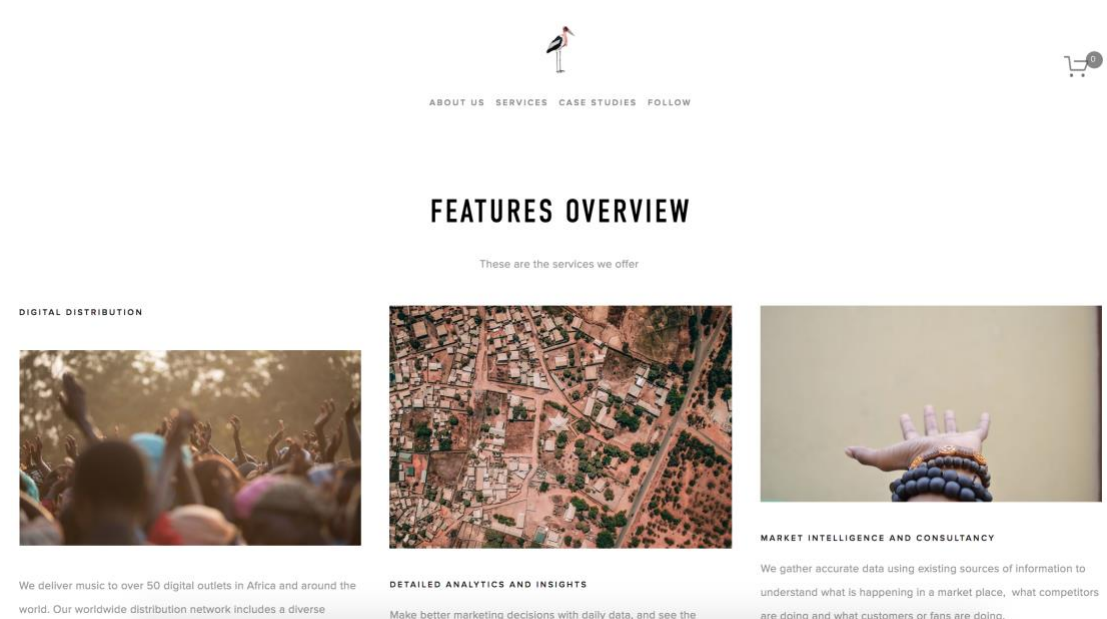 0
ABOUT US SERVICES CASE STUDIES FOLLOW
FEATURES OVERVIEW
These are the services we offer
DIGITAL DISTRIBUTION
We deliver music to over 50 digital outlets in Africa and around the
world. Our worldwide distribution network includes a diverse
DETAILED ANALYTICS AND INSIGHTS
Make better marketing decisions with daily data, and see the
MARKET INTELLIGENCE AND CONSULTANCY
We gather accurate data using existing sources of information to
understand what is happening in a market place, what competitors
are doing and what customers or fans are doing.